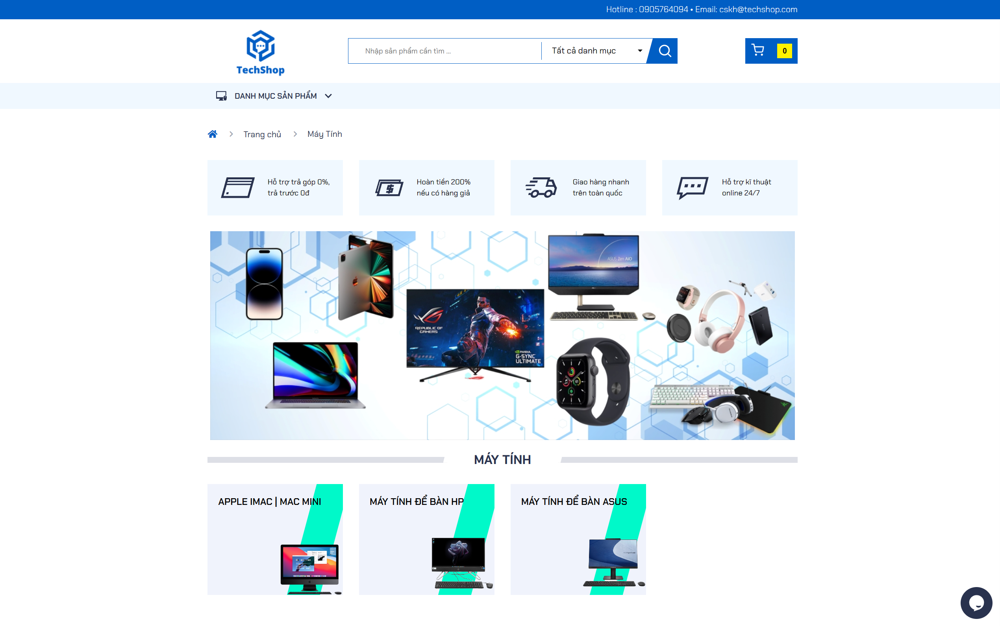 Hotline : 0905764094 • Email: cskh@techshop.com
TechShop
Nhập sản phẩm cần tìm ...
Tất cả danh mục
0
DANH MỤC SẢN PHẨM
Trang chủ
Máy Tính
Hỗ trợ trả góp 0%,
trả trước 0đ
Hoàn tiền 200%
nếu có hàng giả
Giao hàng nhanh
trên toàn quốc
Hỗ trợ kĩ thuật
online 24/7
ASUS Zen AiO
REPUBLIC OF
GAMERS
NVIDIA.
G-SYNC
ULTIMATE
61
MÁY TÍNH
APPLE IMAC | MAC MINI
MÁY TÍNH ĐỂ BÀN HP
MÁY TÍNH ĐỂ BÀN ASUS